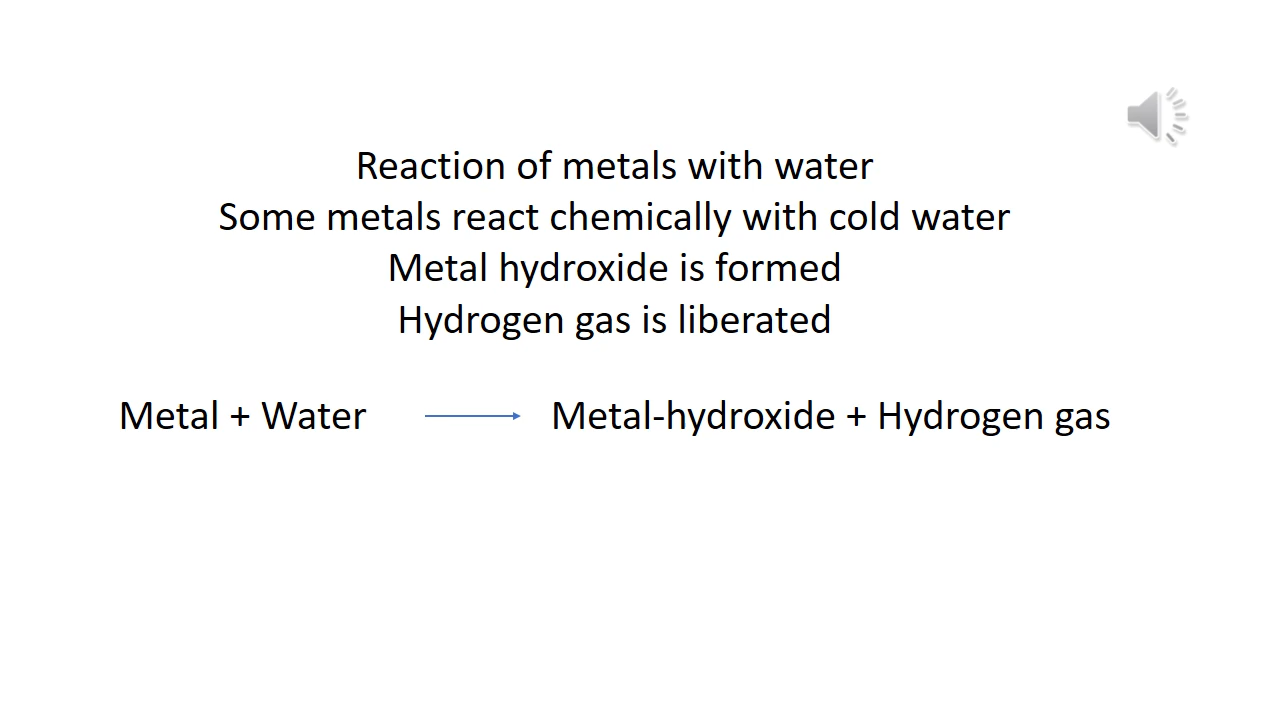 Reaction of metals with water
Some metals react chemically with cold water
Metal hydroxide is formed
Hydrogen gas is liberated
Metal + Water Metal-hydroxide + Hydrogen gas